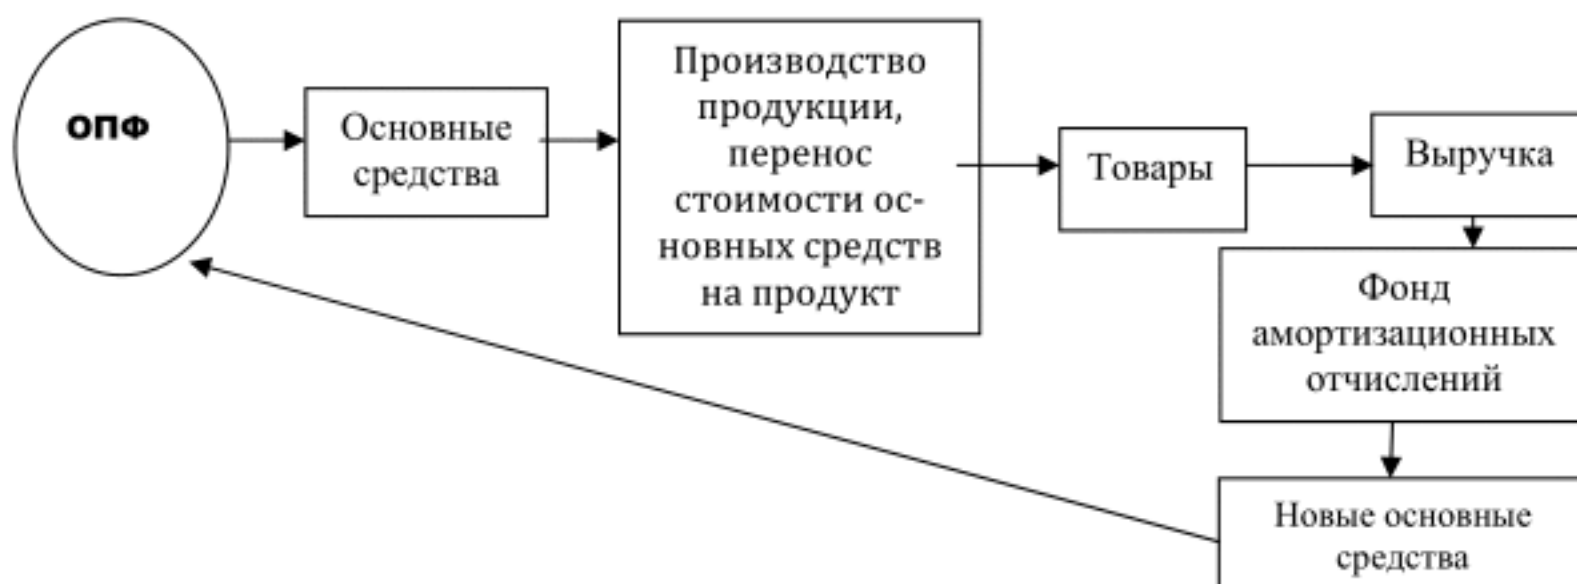 ОПФ
Основные
средства
Производство
продукции,
перенос
стоимости ос-
новных средств
на продукт
Товары
Выручка
Фонд
амортизационных
отчислений
Новые основные
средства